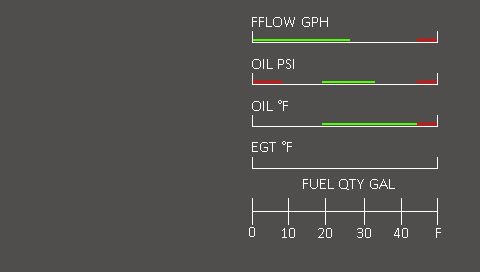 FFLOW GPH
OIL PSI
OIL °F
EGT °F
FUEL QTY GAL
0 10 20 30 40 F